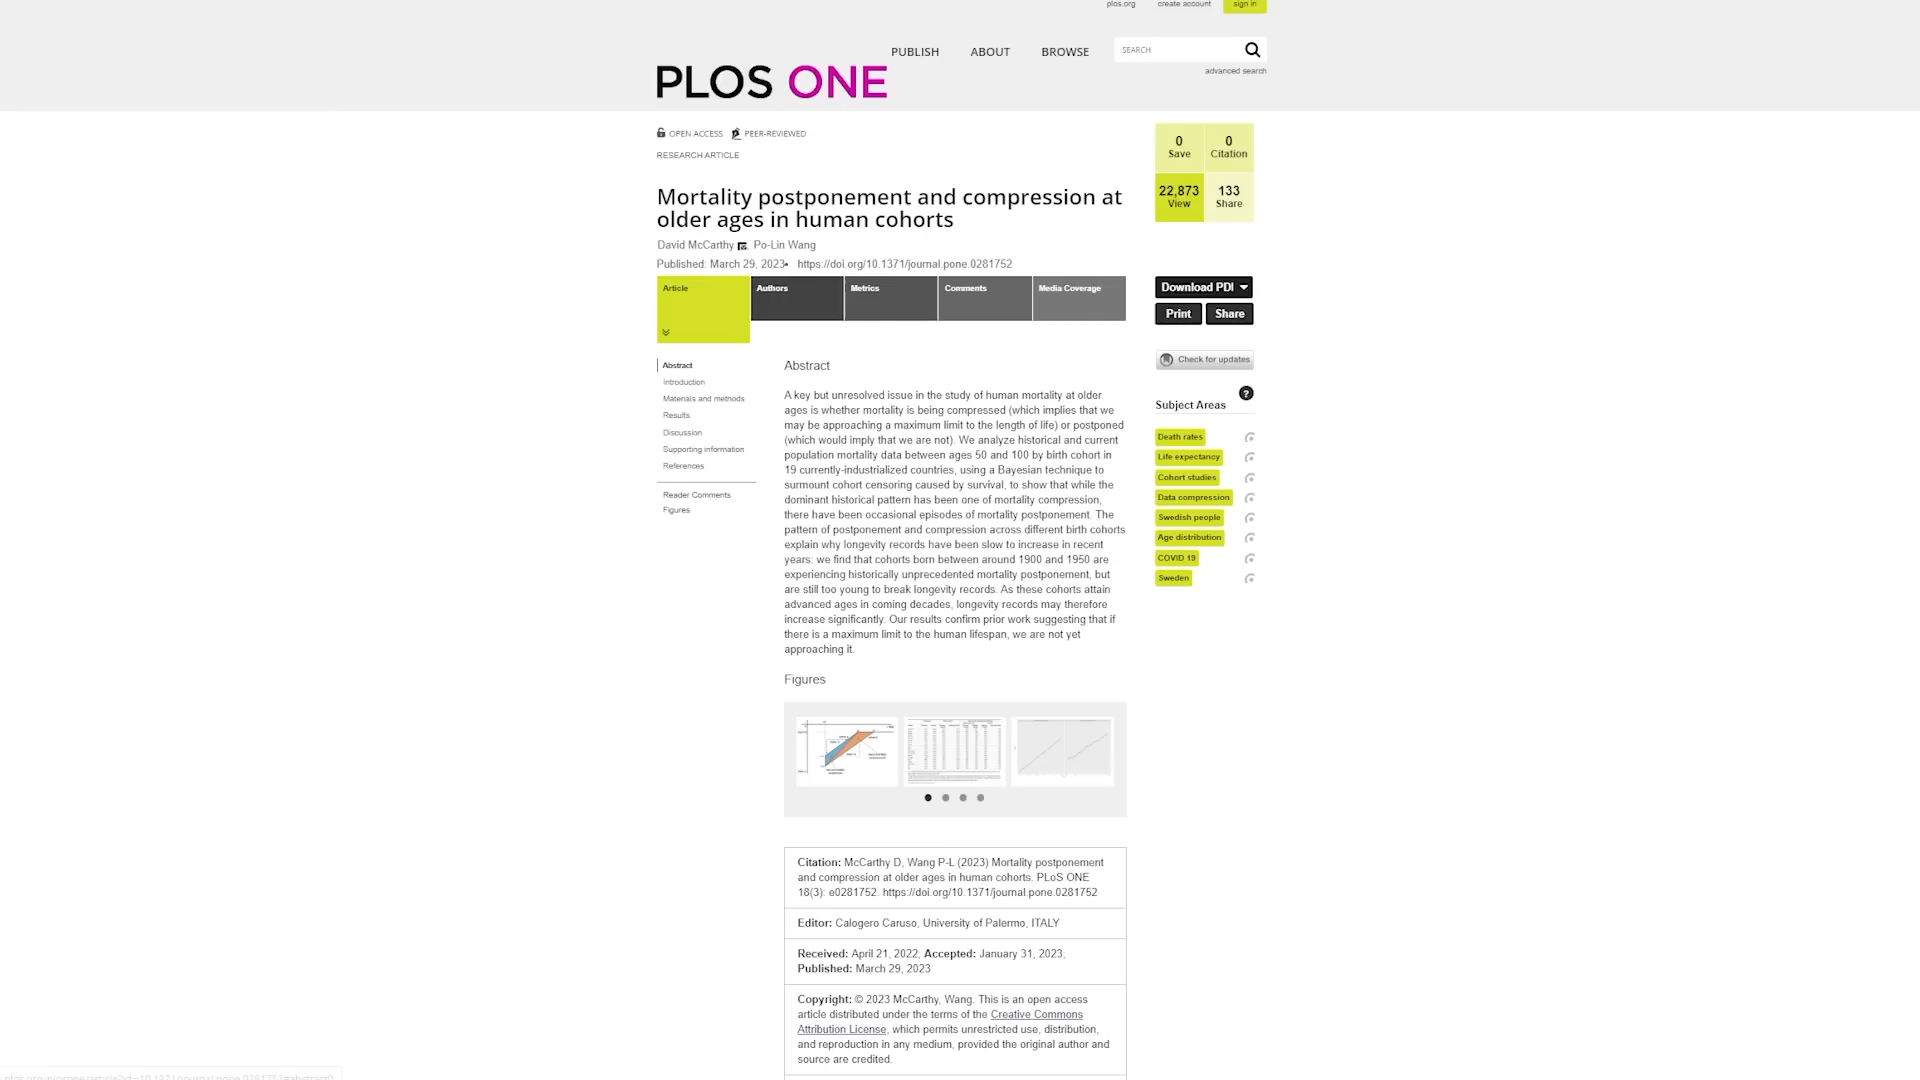 plos.org create account sign in
PUBLISH ABOUT BROWSE SEARCH
advanced search
PLOS ONE
OPEN ACCESS PEER-REVIEWED
RESEARCH ARTICLE
Mortality postponement and compression at
older ages in human cohorts
David McCarthy Po-Lin Wang
Published: March 29, 2023• https://doi.org/10.1371/journal.pone.0281752
0 Save
0 Citation
22,873 View
133 Share
Article Authors Metrics Comments Media Coverage
Download PDF
Print Share
Check for updates
Abstract
Introduction
Materials and methods
Results
Discussion
Supporting information
References
Reader Comments
Figures
Abstract
A key but unresolved issue in the study of human mortality at older
ages is whether mortality is being compressed (which implies that we
may be approaching a maximum limit to the length of life) or postponed
(which would imply that we are not). We analyze historical and current
population mortality data between ages 50 and 100 by birth cohort in
19 currently-industrialized countries, using a Bayesian technique to
surmount cohort censoring caused by survival, to show that while the
dominant historical pattern has been one of mortality compression,
there have been occasional episodes of mortality postponement. The
pattern of postponement and compression across different birth cohorts
explain why longevity records have been slow to increase in recent
years: we find that cohorts born between around 1900 and 1950 are
experiencing historically unprecedented mortality postponement, but
are still too young to break longevity records. As these cohorts attain
advanced ages in coming decades, longevity records may therefore
increase significantly. Our results confirm prior work suggesting that if
there is a maximum limit to the human lifespan, we are not yet
approaching it.
Figures
Subject Areas
?
Death rates
Life expectancy
Cohort studies
Data compression
Swedish people
Age distribution
COVID 19
Sweden
Citation: McCarthy D, Wang P-L (2023) Mortality postponement
and compression at older ages in human cohorts. PLoS ONE
18(3): e0281752. https://doi.org/10.1371/journal.pone.0281752
Editor: Calogero Caruso, University of Palermo, ITALY
Received: April 21, 2022; Accepted: January 31, 2023;
Published: March 29, 2023
Copyright: © 2023 McCarthy, Wang. This is an open access
article distributed under the terms of the Creative Commons
Attribution License, which permits unrestricted use, distribution,
and reproduction in any medium, provided the original author and
source are credited.